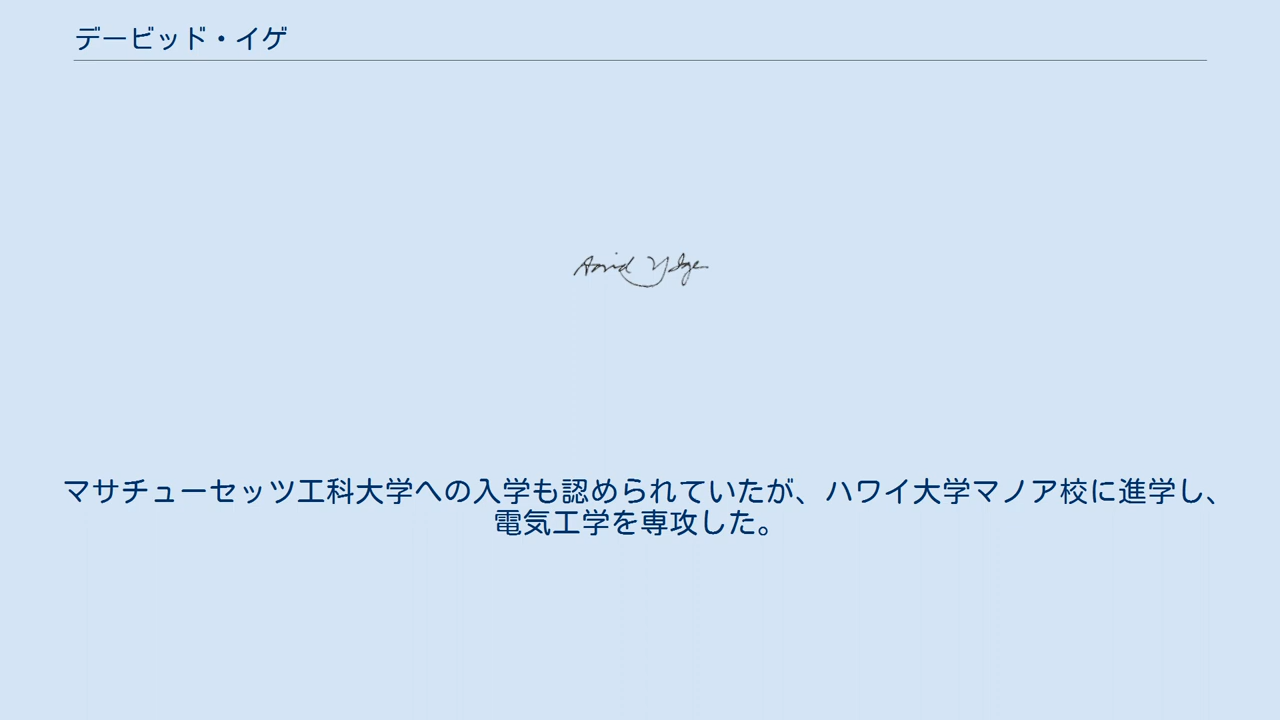 デービッド・イゲ
David Y Ige
マサチューセッツ工科大学への入学も認められていたが、ハワイ大学マノア校に進学し、
電気工学を専攻した。